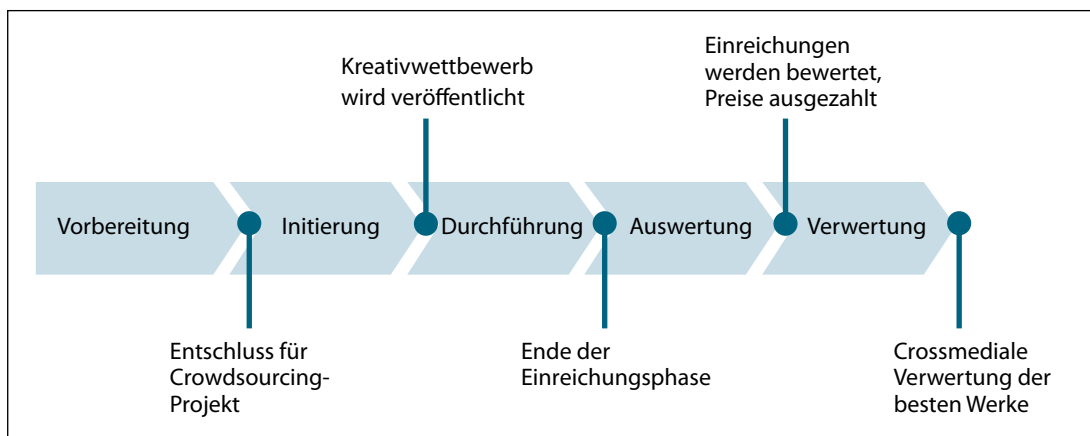 Kreativwettbewerb
wird veröffentlicht
Einreichungen
werden bewertet,
Preise ausgezahlt
Vorbereitung
Initiierung
Durchführung
Auswertung
Verwertung
Entschluss für
Crowdsourcing-
Projekt
Ende der
Einreichungsphase
Crossmediale
Verwertung der
besten Werke